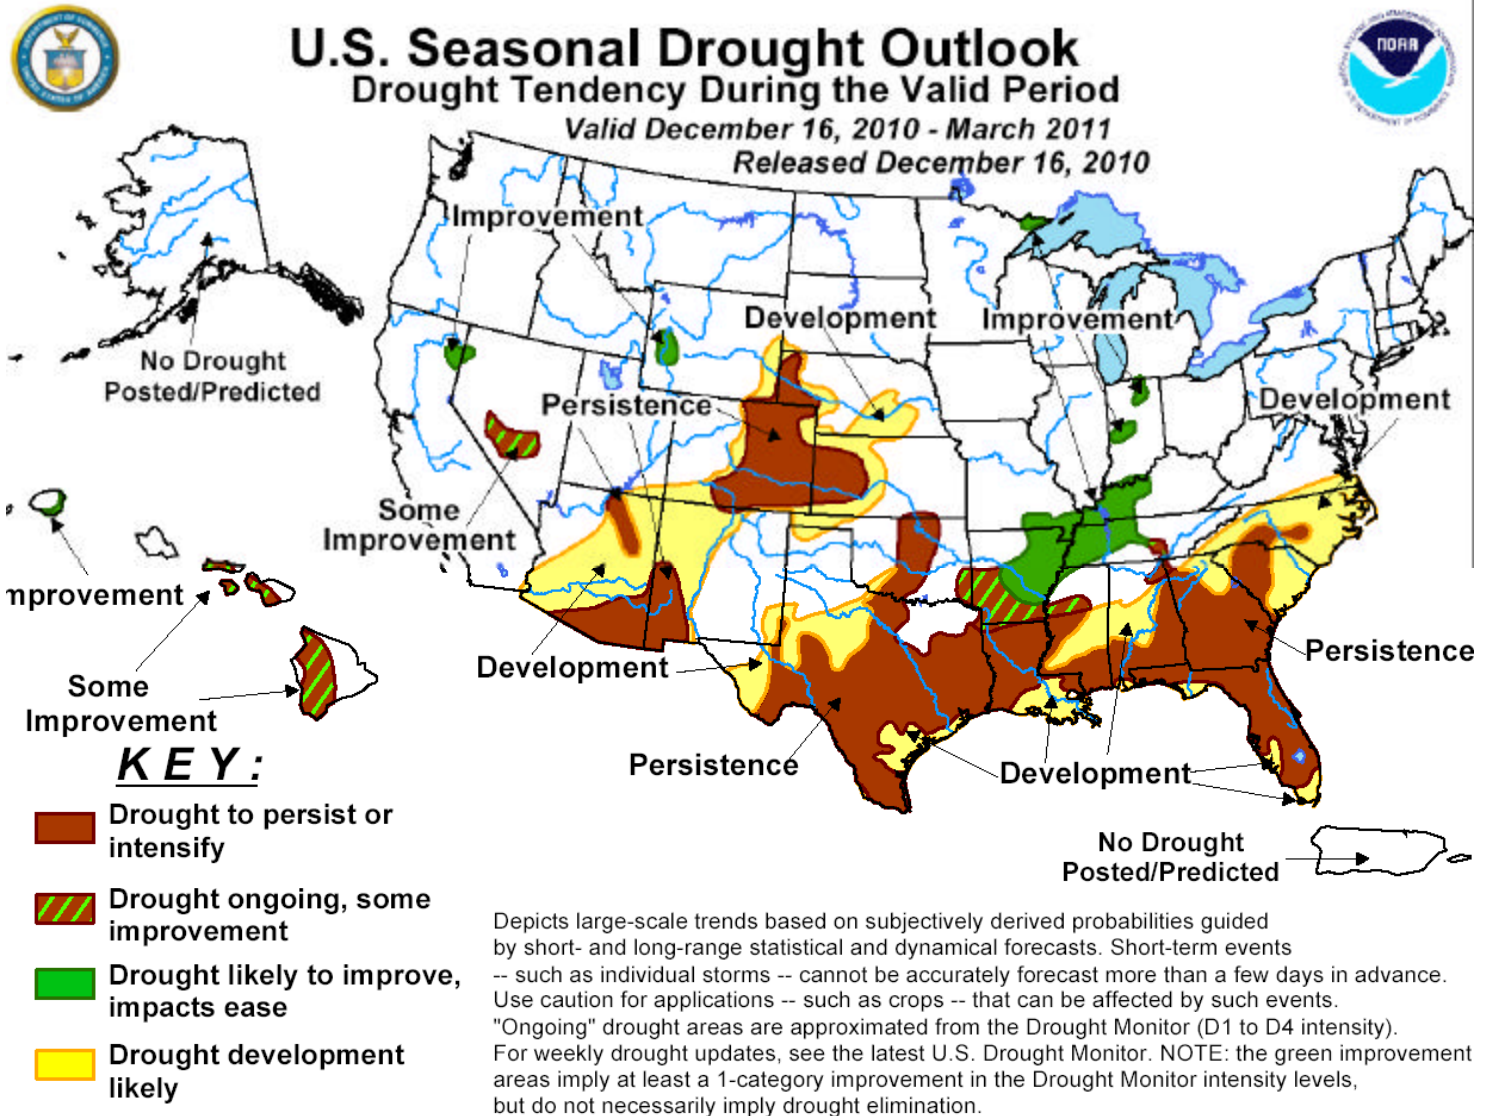 U.S. Seasonal Drought Outlook
Drought Tendency During the Valid Period
Valid December 16, 2010 - March 2011
Released December 16, 2010
NOAA
Improvement
Development
Improvement
No Drought
Posted/Predicted
Persistence
Development
Some
Improvement
mprovement
Some
Improvement
Development
Persistence
Persistence
Development
No Drought
Posted/Predicted
KEY:
Drought to persist or
intensify
Drought ongoing, some
improvement
Drought likely to improve,
impacts ease
Drought development
likely
Depicts large-scale trends based on subjectively derived probabilities guided
by short- and long-range statistical and dynamical forecasts. Short-term events
-- such as individual storms -- cannot be accurately forecast more than a few days in advance.
Use caution for applications -- such as crops -- that can be affected by such events.
"Ongoing" drought areas are approximated from the Drought Monitor (D1 to D4 intensity).
For weekly drought updates, see the latest U.S. Drought Monitor. NOTE: the green improvement
areas imply at least a 1-category improvement in the Drought Monitor intensity levels,
but do not necessarily imply drought elimination.